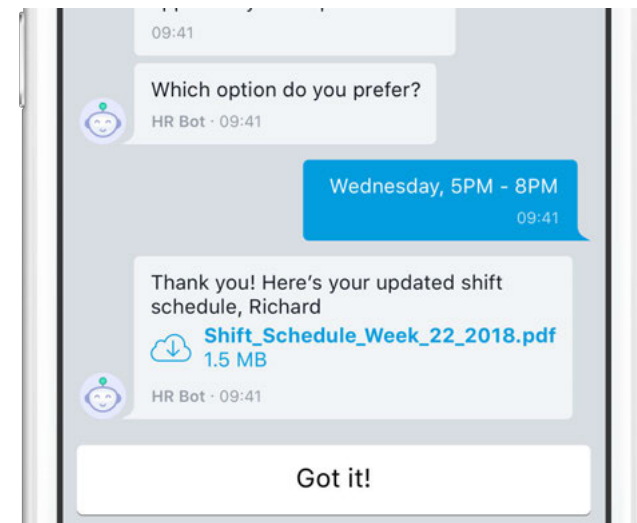 09:41
Which option do you prefer?
HR Bot · 09:41
Wednesday, 5PM - 8PM
09:41
Thank you! Here's your updated shift
schedule, Richard
Shift_Schedule_Week_22_2018.pdf
1.5 MB
HR Bot · 09:41
Got it!